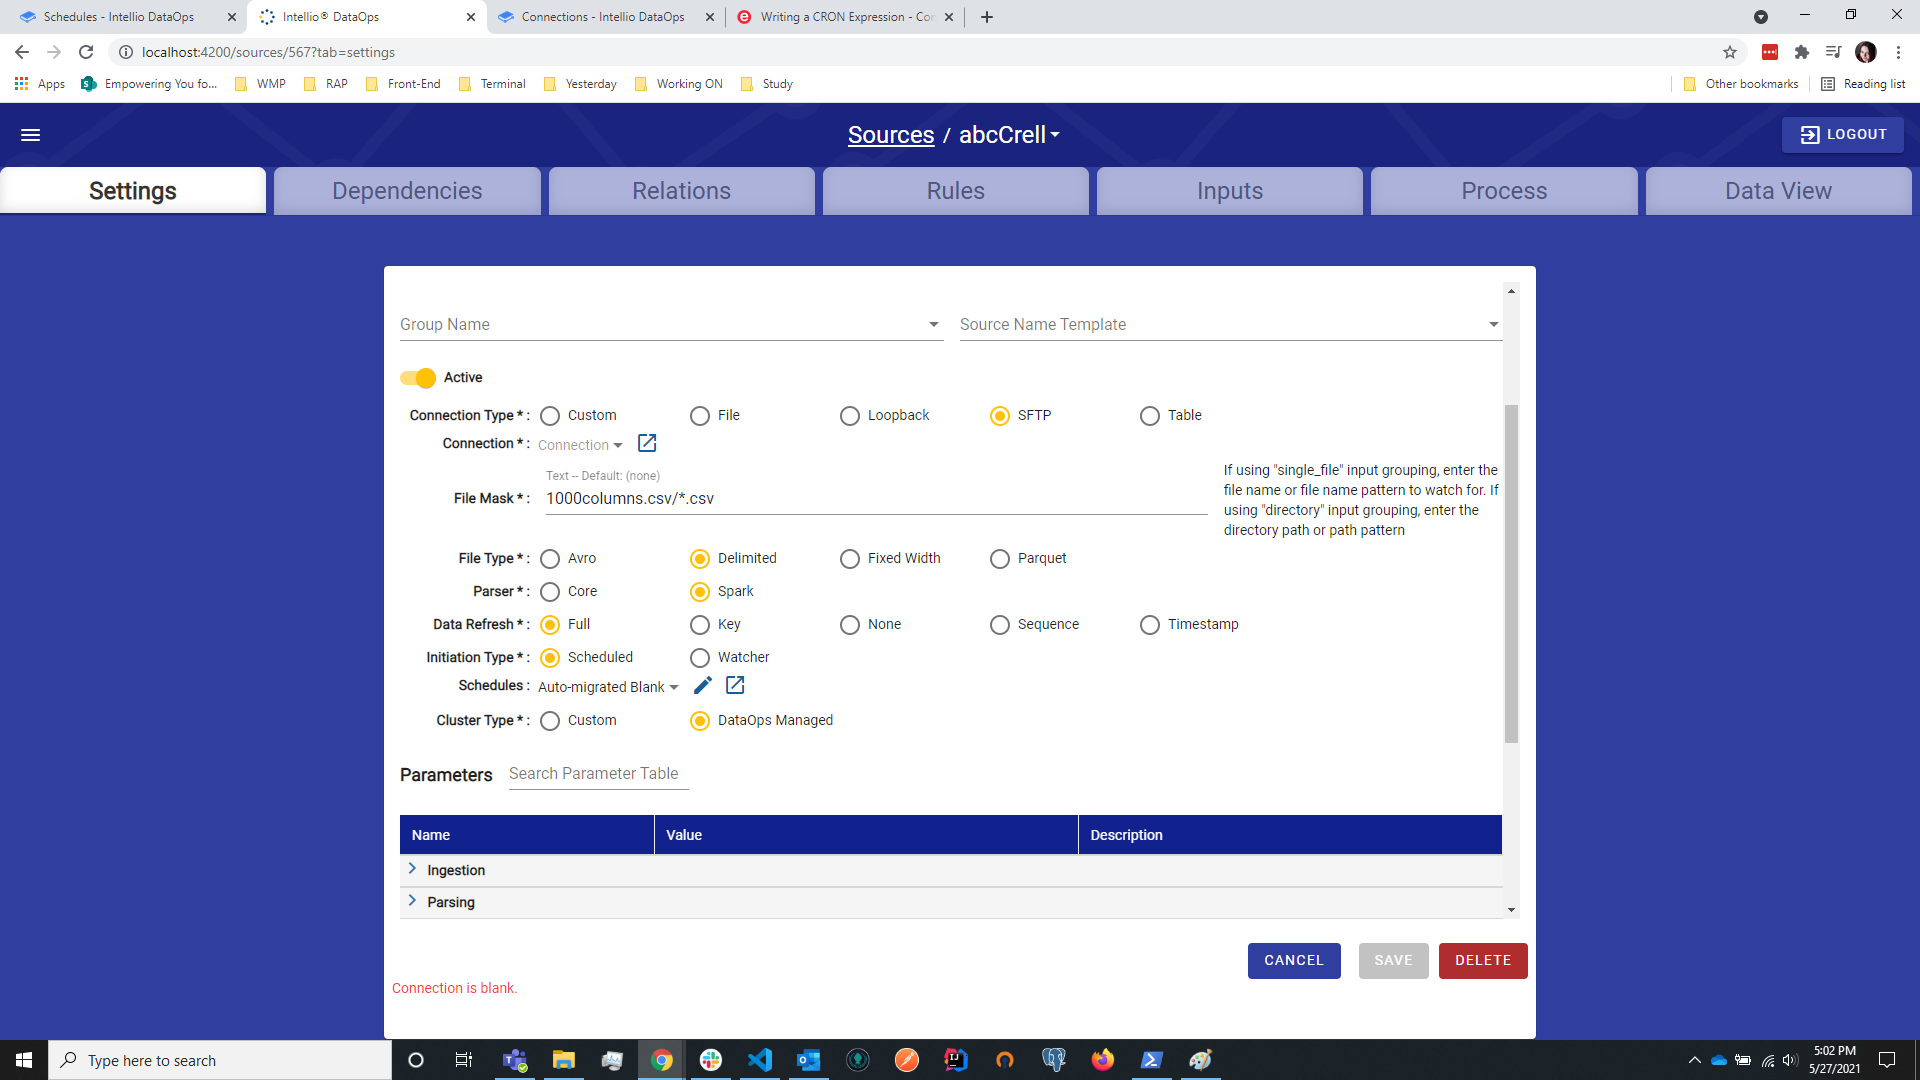 Schedules - Intellio DataOps
Intellio® DataOps
Connections - Intellio DataOps
Writing a CRON Expression - Cor
localhost:4200/sources/567?tab=settings
Apps
Empowering You fo...
WMP
RAP
Front-End
Terminal
Yesterday
Working ON
Study
Other bookmarks
Reading list
Sources / abcCrell
LOGOUT
Settings
Dependencies
Relations
Rules
Inputs
Process
Data View
Group Name
Source Name Template
Active
Connection Type * : Custom File Loopback SFTP Table
Connection * : Connection
Text -- Default: (none)
File Mask * : 1000columns.csv/*.csv
If using "single_file" input grouping, enter the
file name or file name pattern to watch for. If
using "directory" input grouping, enter the
directory path or path pattern
File Type * : Avro Delimited Fixed Width Parquet
Parser * : Core Spark
Data Refresh * : Full Key None Sequence Timestamp
Initiation Type * : Scheduled Watcher
Schedules : Auto-migrated Blank
Cluster Type * : Custom DataOps Managed
Parameters Search Parameter Table
Name Value Description
Ingestion
Parsing
CANCEL SAVE DELETE
Connection is blank.
Type here to search
5:02 PM
5/27/2021